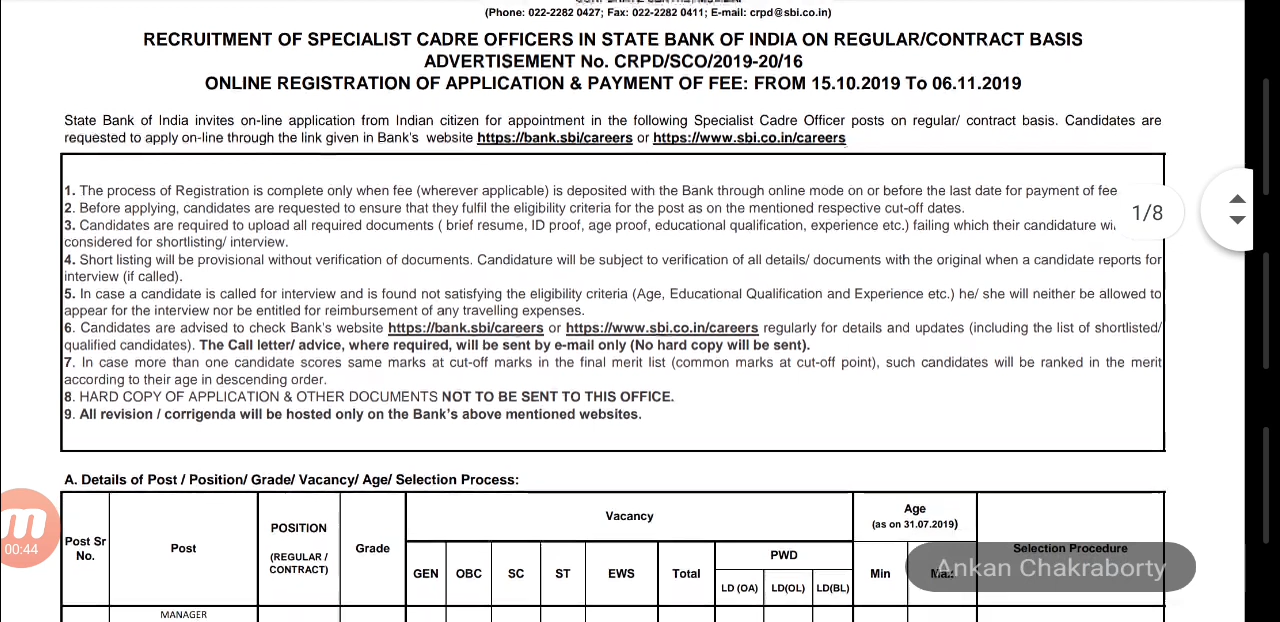 (Phone: 022-2282 0427; Fax: 022-2282 0411; E-mail: crpd@sbi.co.in)
RECRUITMENT OF SPECIALIST CADRE OFFICERS IN STATE BANK OF INDIA ON REGULAR/CONTRACT BASIS
ADVERTISEMENT No. CRPD/SCO/2019-20/16
ONLINE REGISTRATION OF APPLICATION & PAYMENT OF FEE: FROM 15.10.2019 To 06.11.2019
State Bank of India invites on-line application from Indian citizen for appointment in the following Specialist Cadre Officer posts on regular/ contract basis. Candidates are
requested to apply on-line through the link given in Bank's website https://bank.sbi/careers or https://www.sbi.co.in/careers
1. The process of Registration is complete only when fee (wherever applicable) is deposited with the Bank through online mode on or before the last date for payment of fee
2. Before applying, candidates are requested to ensure that they fulfil the eligibility criteria for the post as on the mentioned respective cut-off dates.
1/8
3. Candidates are required to upload all required documents ( brief resume, ID proof, age proof, educational qualification, experience etc.) failing which their candidature
considered for shortlisting/ interview.
4. Short listing will be provisional without verification of documents. Candidature will be subject to verification of all details/ documents with the original when a candidate reports for
interview (if called).
5. In case a candidate is called for interview and is found not satisfying the eligibility criteria (Age, Educational Qualification and Experience etc.) he/ she will neither be allowed to
appear for the interview nor be entitled for reimbursement of any travelling expenses.
6. Candidates are advised to check Bank's website https://bank.sbi/careers or https://www.sbi.co.in/careers regularly for details and updates (including the list of shortlisted/
qualified candidates). The Call letter/ advice, where required, will be sent by e-mail only (No hard copy will be sent).
7. In case more than one candidate scores same marks at cut-off marks in the final merit list (common marks at cut-off point), such candidates will be ranked in the merit
according to their age in descending order.
8. HARD COPY OF APPLICATION & OTHER DOCUMENTS NOT TO BE SENT TO THIS OFFICE.
9. All revision / corrigenda will be hosted only on the Bank's above mentioned websites.
A. Details of Post / Position/ Grade/ Vacancy/ Age/ Selection Process:
Post Sr No.
Post
POSITION (REGULAR / CONTRACT)
Grade
Vacancy
GEN
OBC
SC
ST
EWS
Total
PWD
LD (OA)
LD(OL)
LD(BL)
Age
(as on 31.07.2019)
Min
Max
Selection Procedure
MANAGER
00:44
Ankan Chakraborty